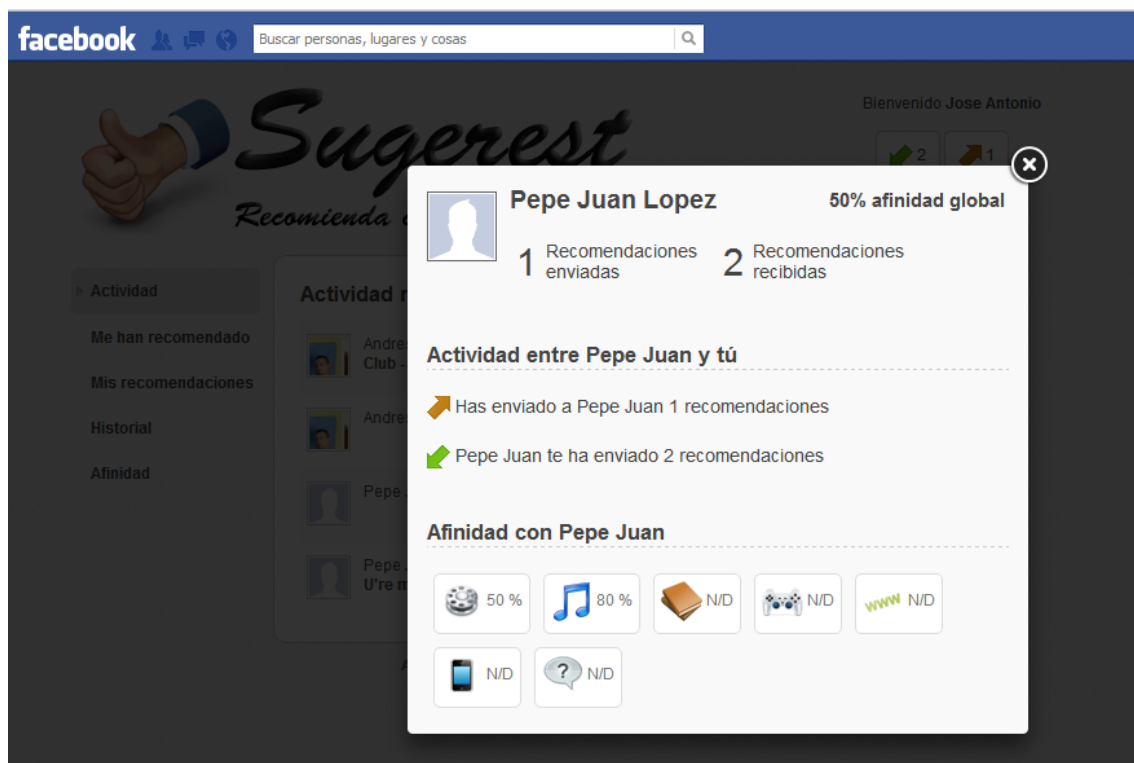 facebook
Buscar personas, lugares y cosas
Bienvenido Jose Antonio
Sugerest
2
1
Recomienda
Pepe Juan Lopez
50% afinidad global
1 Recomendaciones
enviadas
2 Recomendaciones
recibidas
Actividad
Me han recomendado
Mis recomendaciones
Historial
Afinidad
Actividad
Club -
Pepe
Pepe
U're
Actividad entre Pepe Juan y tú
Has enviado a Pepe Juan 1 recomendaciones
Pepe Juan te ha enviado 2 recomendaciones
Afinidad con Pepe Juan
50 %
80 %
N/D
N/D
www N/D
N/D
? N/D